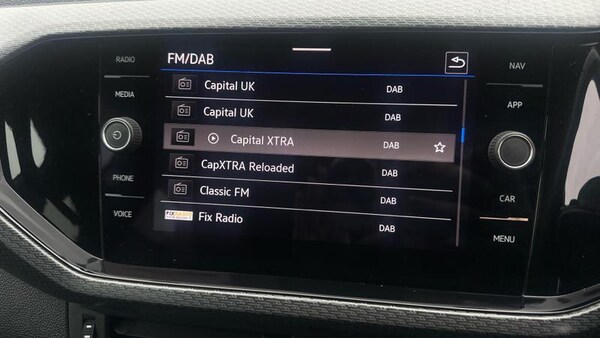 RADIO
MEDIA
PHONE
VOICE
FM/DAB
Capital UK DAB
Capital UK DAB
Capital XTRA DAB
CapXTRA Reloaded DAB
Classic FM DAB
FIXRADIO Fix Radio DAB
NAV
APP
CAR
MENU